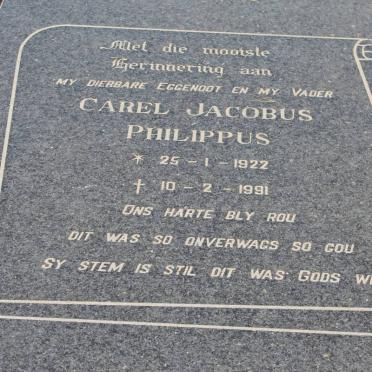 Met die mooiste
Herinnering aan
MY DIERBARE EGGENOOT EN MY VADER
CAREL JACOBUS
PHILIPPUS
* 25 - 1 - 1922
† 10 - 2 - 1991
ONS HARTE BLY ROU
DIT WAS SO ONVERWAGS SO GOU
SY STEM IS STIL DIT WAS GODS